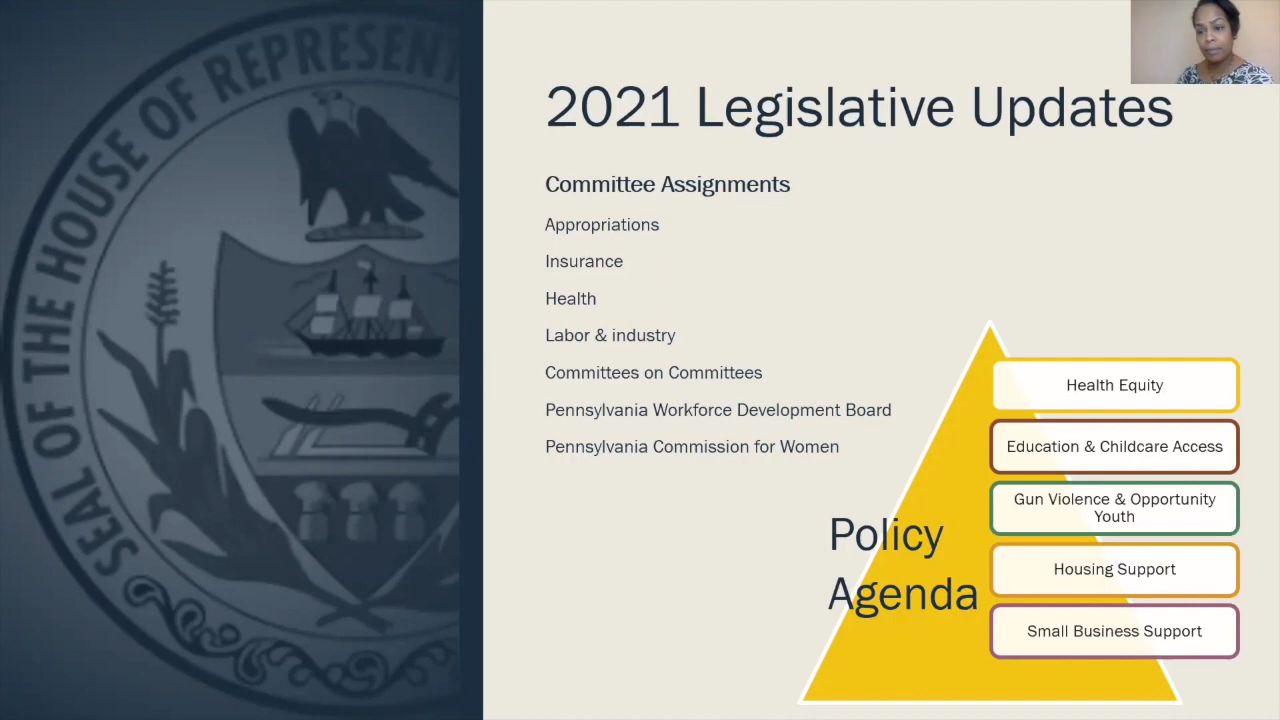 SEAL OF THE HOUSE OF REPRESENT
2021 Legislative Updates
Committee Assignments
Appropriations
Insurance
Health
Labor & industry
Committees on Committees
Pennsylvania Workforce Development Board
Pennsylvania Commission for Women
Policy
Agenda
Health Equity
Education & Childcare Access
Gun Violence & Opportunity
Youth
Housing Support
Small Business Support